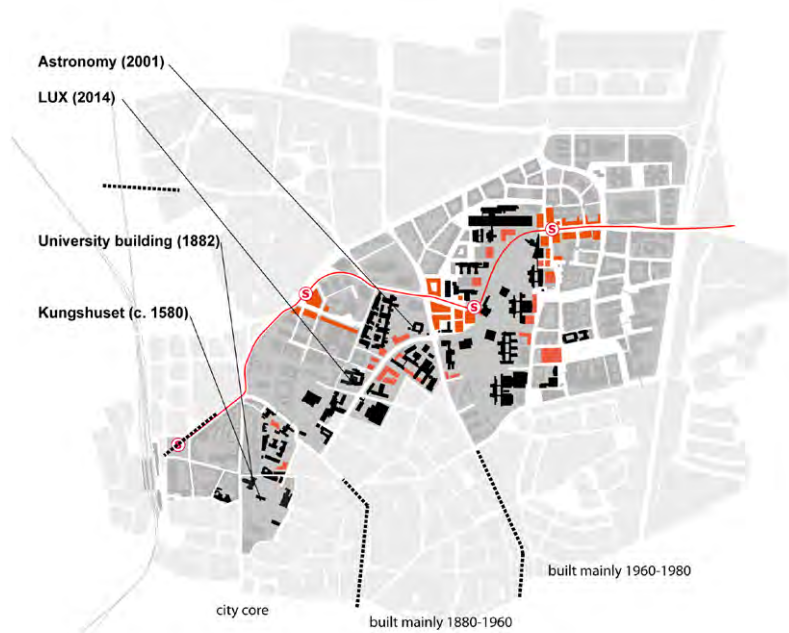 Astronomy (2001)
LUX (2014)
University building (1882)
Kungshuset (c. 1580)
S
S
S
S
built mainly 1960-1980
city core
built mainly 1880-1960